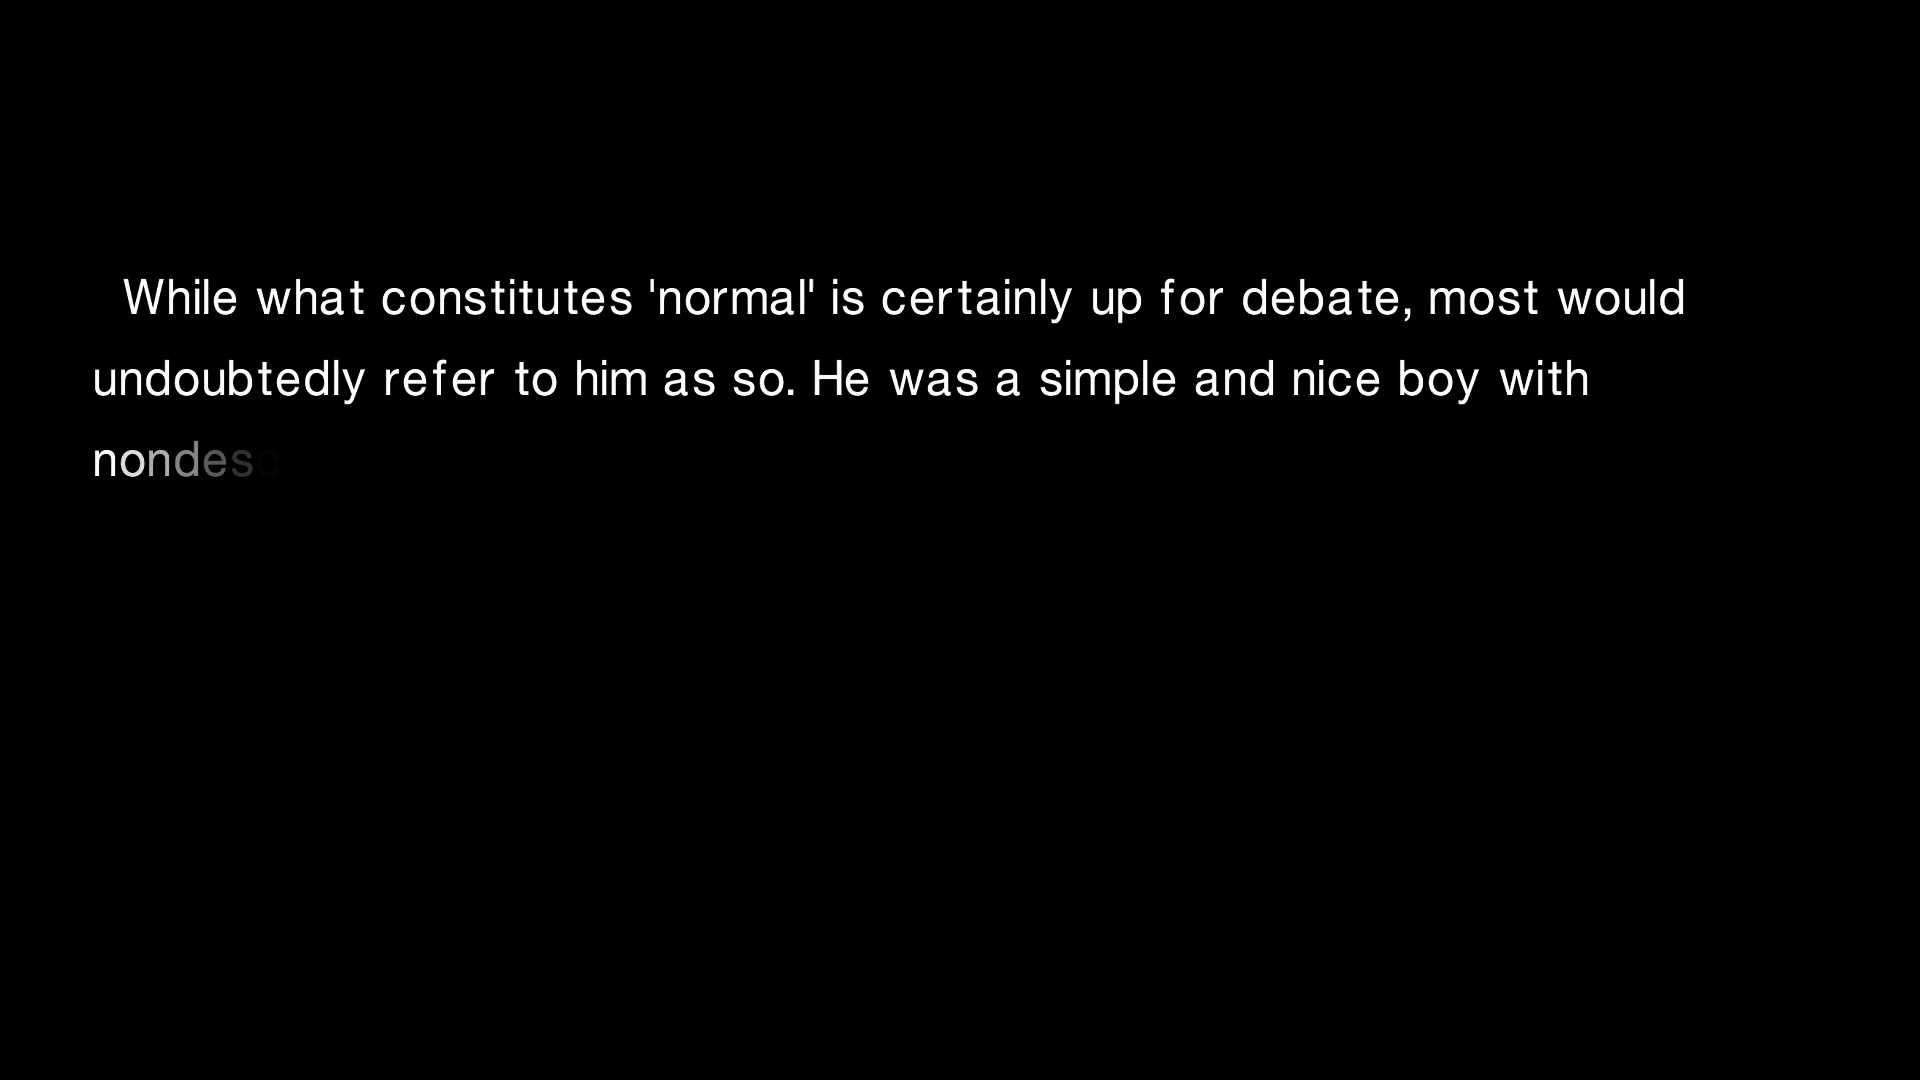 While what constitutes 'normal' is certainly up for debate, most would
undoubtedly refer to him as so. He was a simple and nice boy with
nondesc